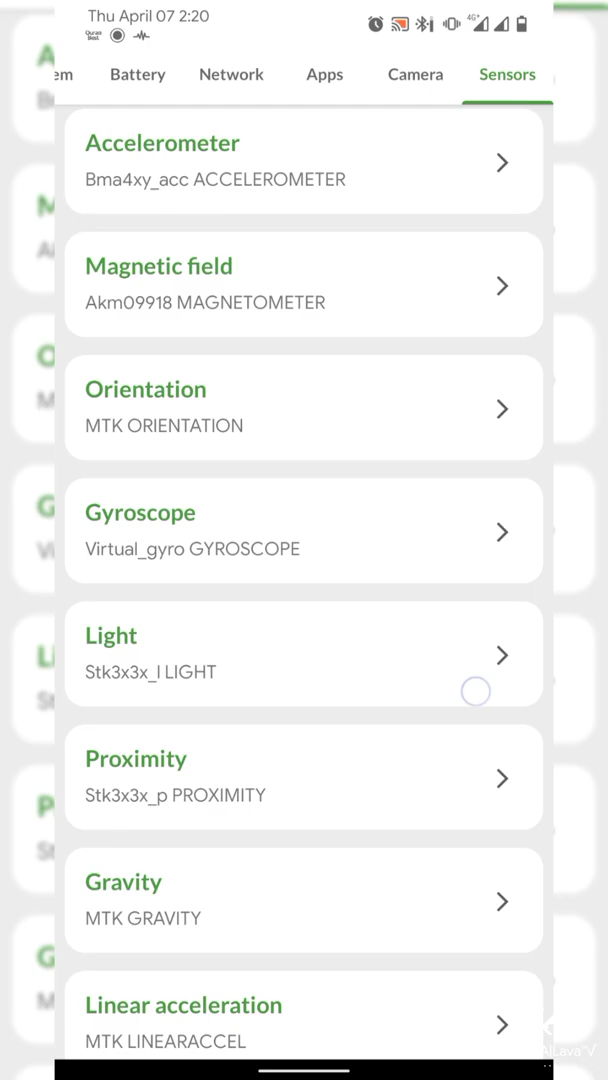 Thu April 07 2:20
4G+
em Battery Network Apps Camera Sensors
Accelerometer
Bma4xy_acc ACCELEROMETER
Magnetic field
Akm09918 MAGNETOMETER
Orientation
MTK ORIENTATION
Gyroscope
Virtual_gyro GYROSCOPE
Light
Stk3x3x_l LIGHT
Proximity
Stk3x3x_p PROXIMITY
Gravity
MTK GRAVITY
Linear acceleration
MTK LINEARACCEL